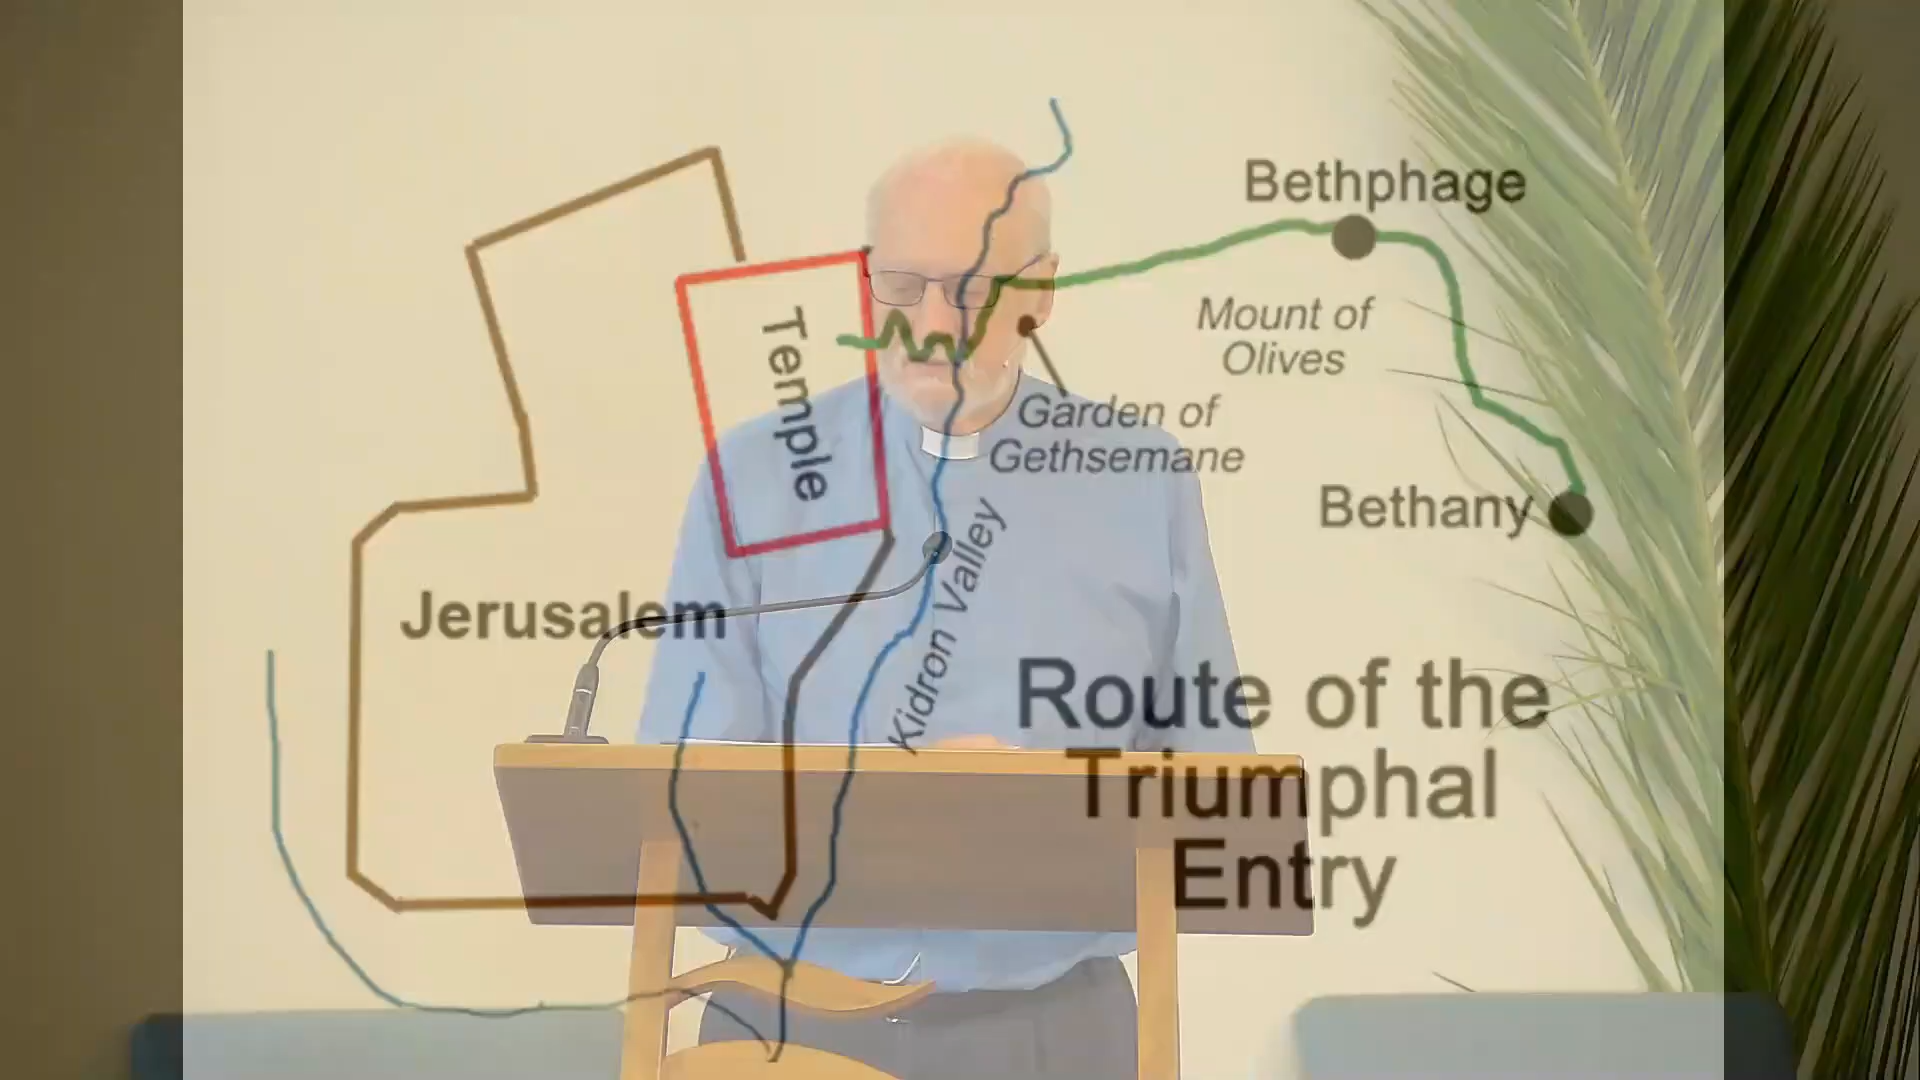 Bethphage
Mount of
Olives
Temple
Garden of
Gethsemane
Bethany
Kidron Valley
Jerusalem
Route of the
Triumphal
Entry